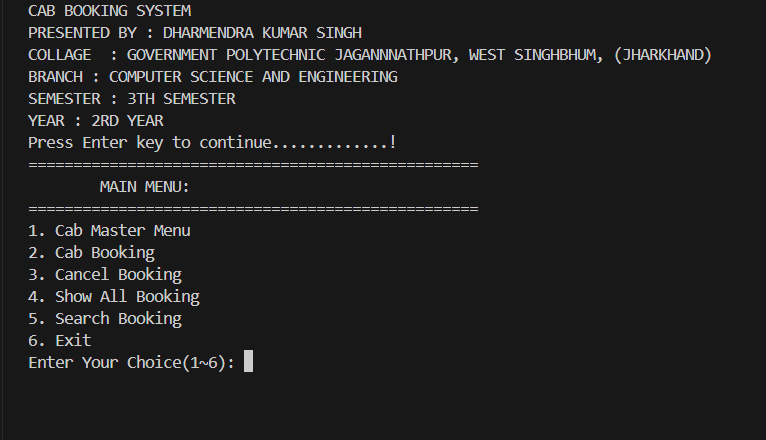 CAB BOOKING SYSTEM
PRESENTED BY : DHARMENDRA KUMAR SINGH
COLLAGE  : GOVERNMENT POLYTECHNIC JAGANNNATHPUR, WEST SINGHBHUM, (JHARKHAND)
BRANCH : COMPUTER SCIENCE AND ENGINEERING
SEMESTER : 3TH SEMESTER
YEAR : 2RD YEAR
Press Enter key to continue.............!
==================================================
        MAIN MENU:
==================================================
1. Cab Master Menu
2. Cab Booking
3. Cancel Booking
4. Show All Booking
5. Search Booking
6. Exit
Enter Your Choice(1~6):